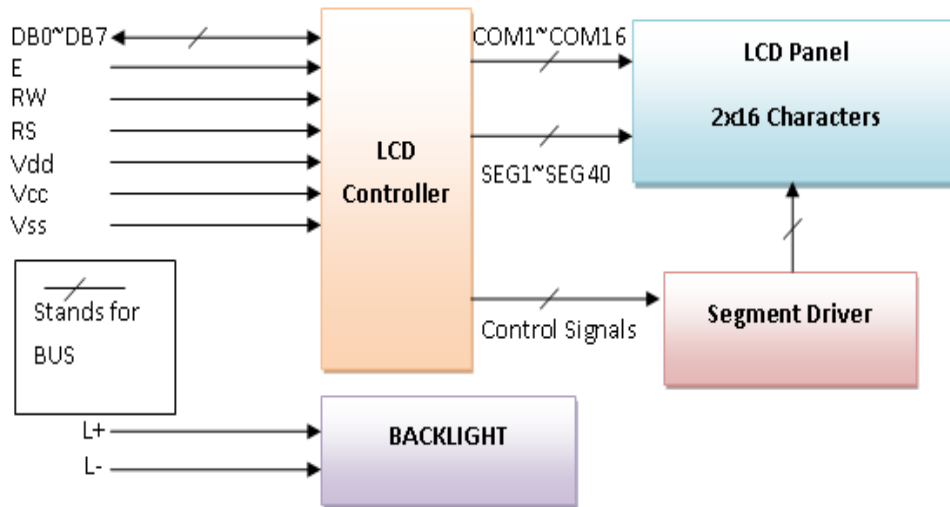 DB0~DB7
E
RW
RS
Vdd
Vcc
Vss
LCD
Controller
COM1~COM16
SEG1~SEG40
LCD Panel
2x16 Characters
Control Signals
Segment Driver
Stands for
BUS
L+
L-
BACKLIGHT